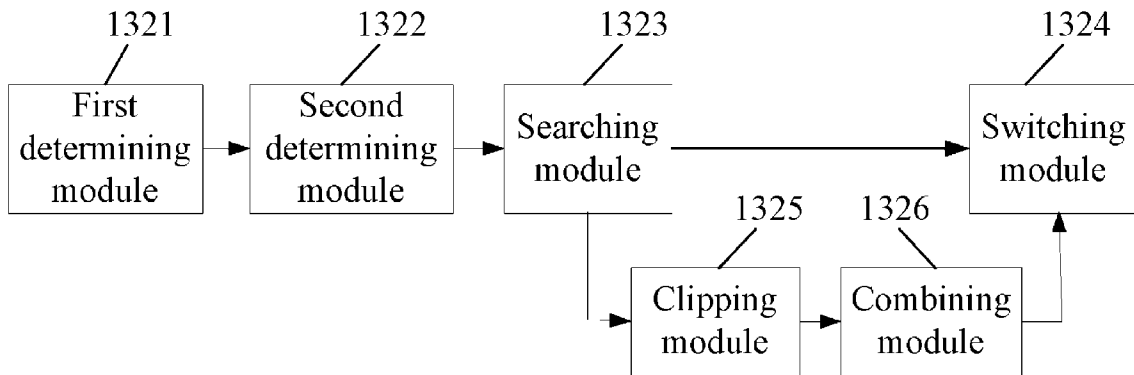 1321
1322
1323
1324
First
determining
module
Second
determining
module
Searching
module
Switching
module
1325
1326
Clipping
module
Combining
module